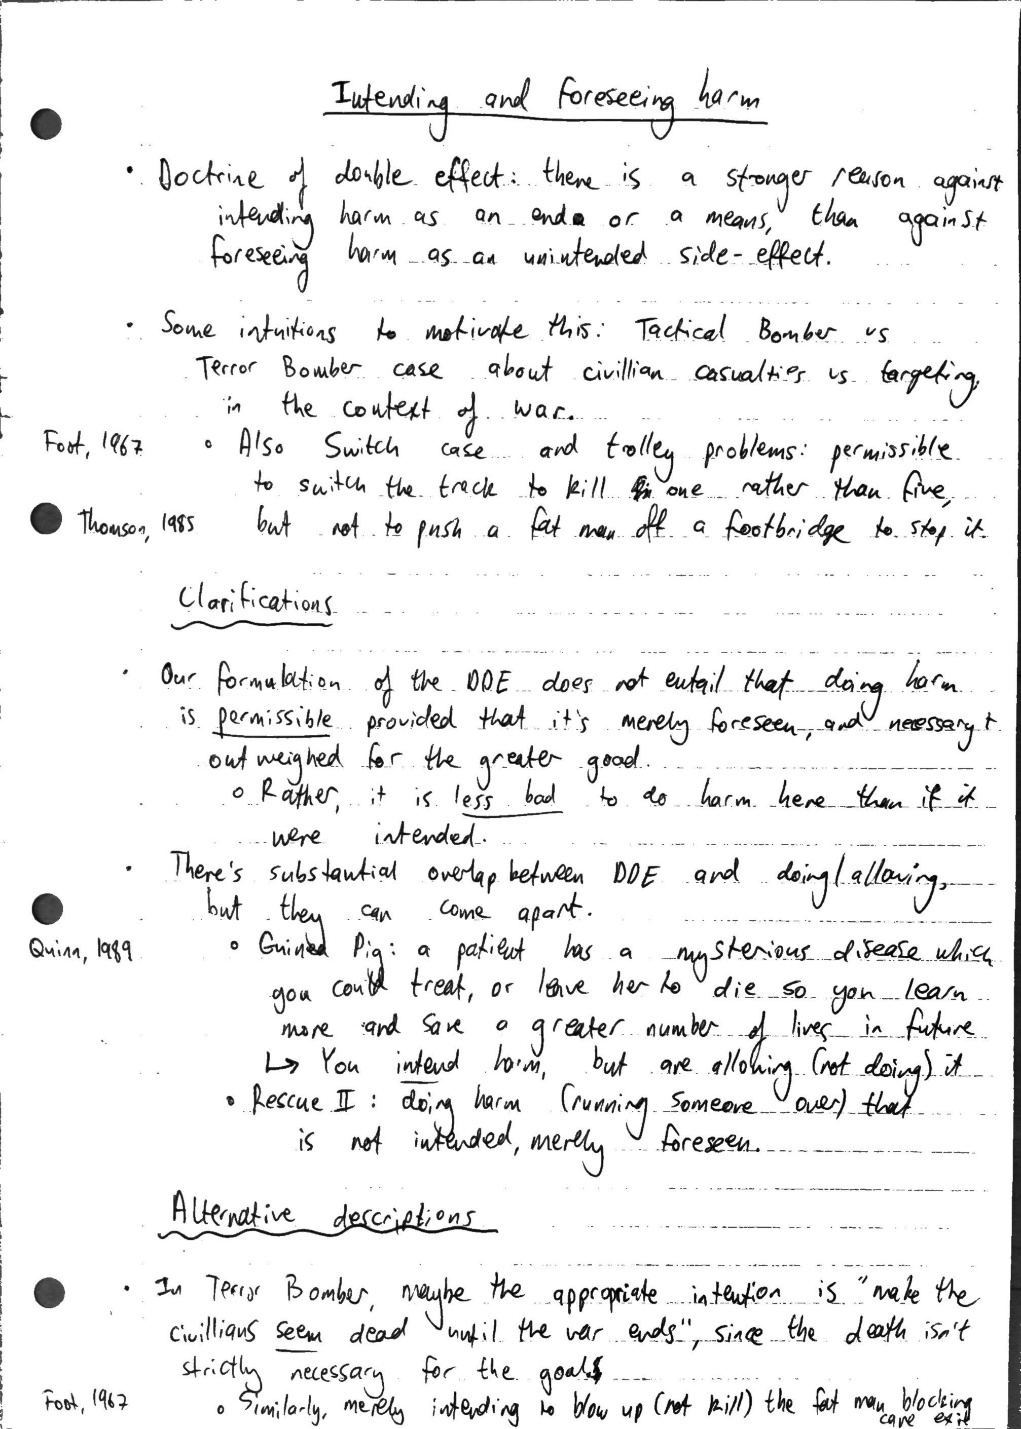 Intending and foreseeing harm
• Doctrine of double effect: there is a stronger reason against
intending harm as an end or a means, than against
foreseeing harm as an unintended side-effect.
• Some intuitions to motivate this: Tactical Bomber vs
Terror Bomber case about civillian casualties vs targeting,
in the context of war.
Foot, 1967 ◦ Also Switch case and trolley problems: permissible
to switch the track to kill one rather than five,
Thomson, 1985 but not to push a fat man off a footbridge to stop it.
Clarifications
• Our formulation of the DDE does not entail that doing harm
is permissible provided that it's merely foreseen, and necessary +
outweighed for the greater good.
◦ Rather, it is less bad to do harm here than if it
were intended.
• There's substantial overlap between DDE and doing/allowing,
but they can come apart.
Quinn, 1989 ◦ Guinea Pig: a patient has a mysterious disease which
you could treat, or leave her to die so you learn
more and save a greater number of lives in future
↳ You intend harm, but are allowing (not doing) it
◦ Rescue II: doing harm (running someone over) that
is not intended, merely foreseen.
Alternative descriptions
• In Terror Bomber, maybe the appropriate intention is "make the
civillians seem dead until the war ends", since the death isn't
strictly necessary for the goal
Foot, 1967 ◦ Similarly, merely intending to blow up (not kill) the fat man blocking
cave exit